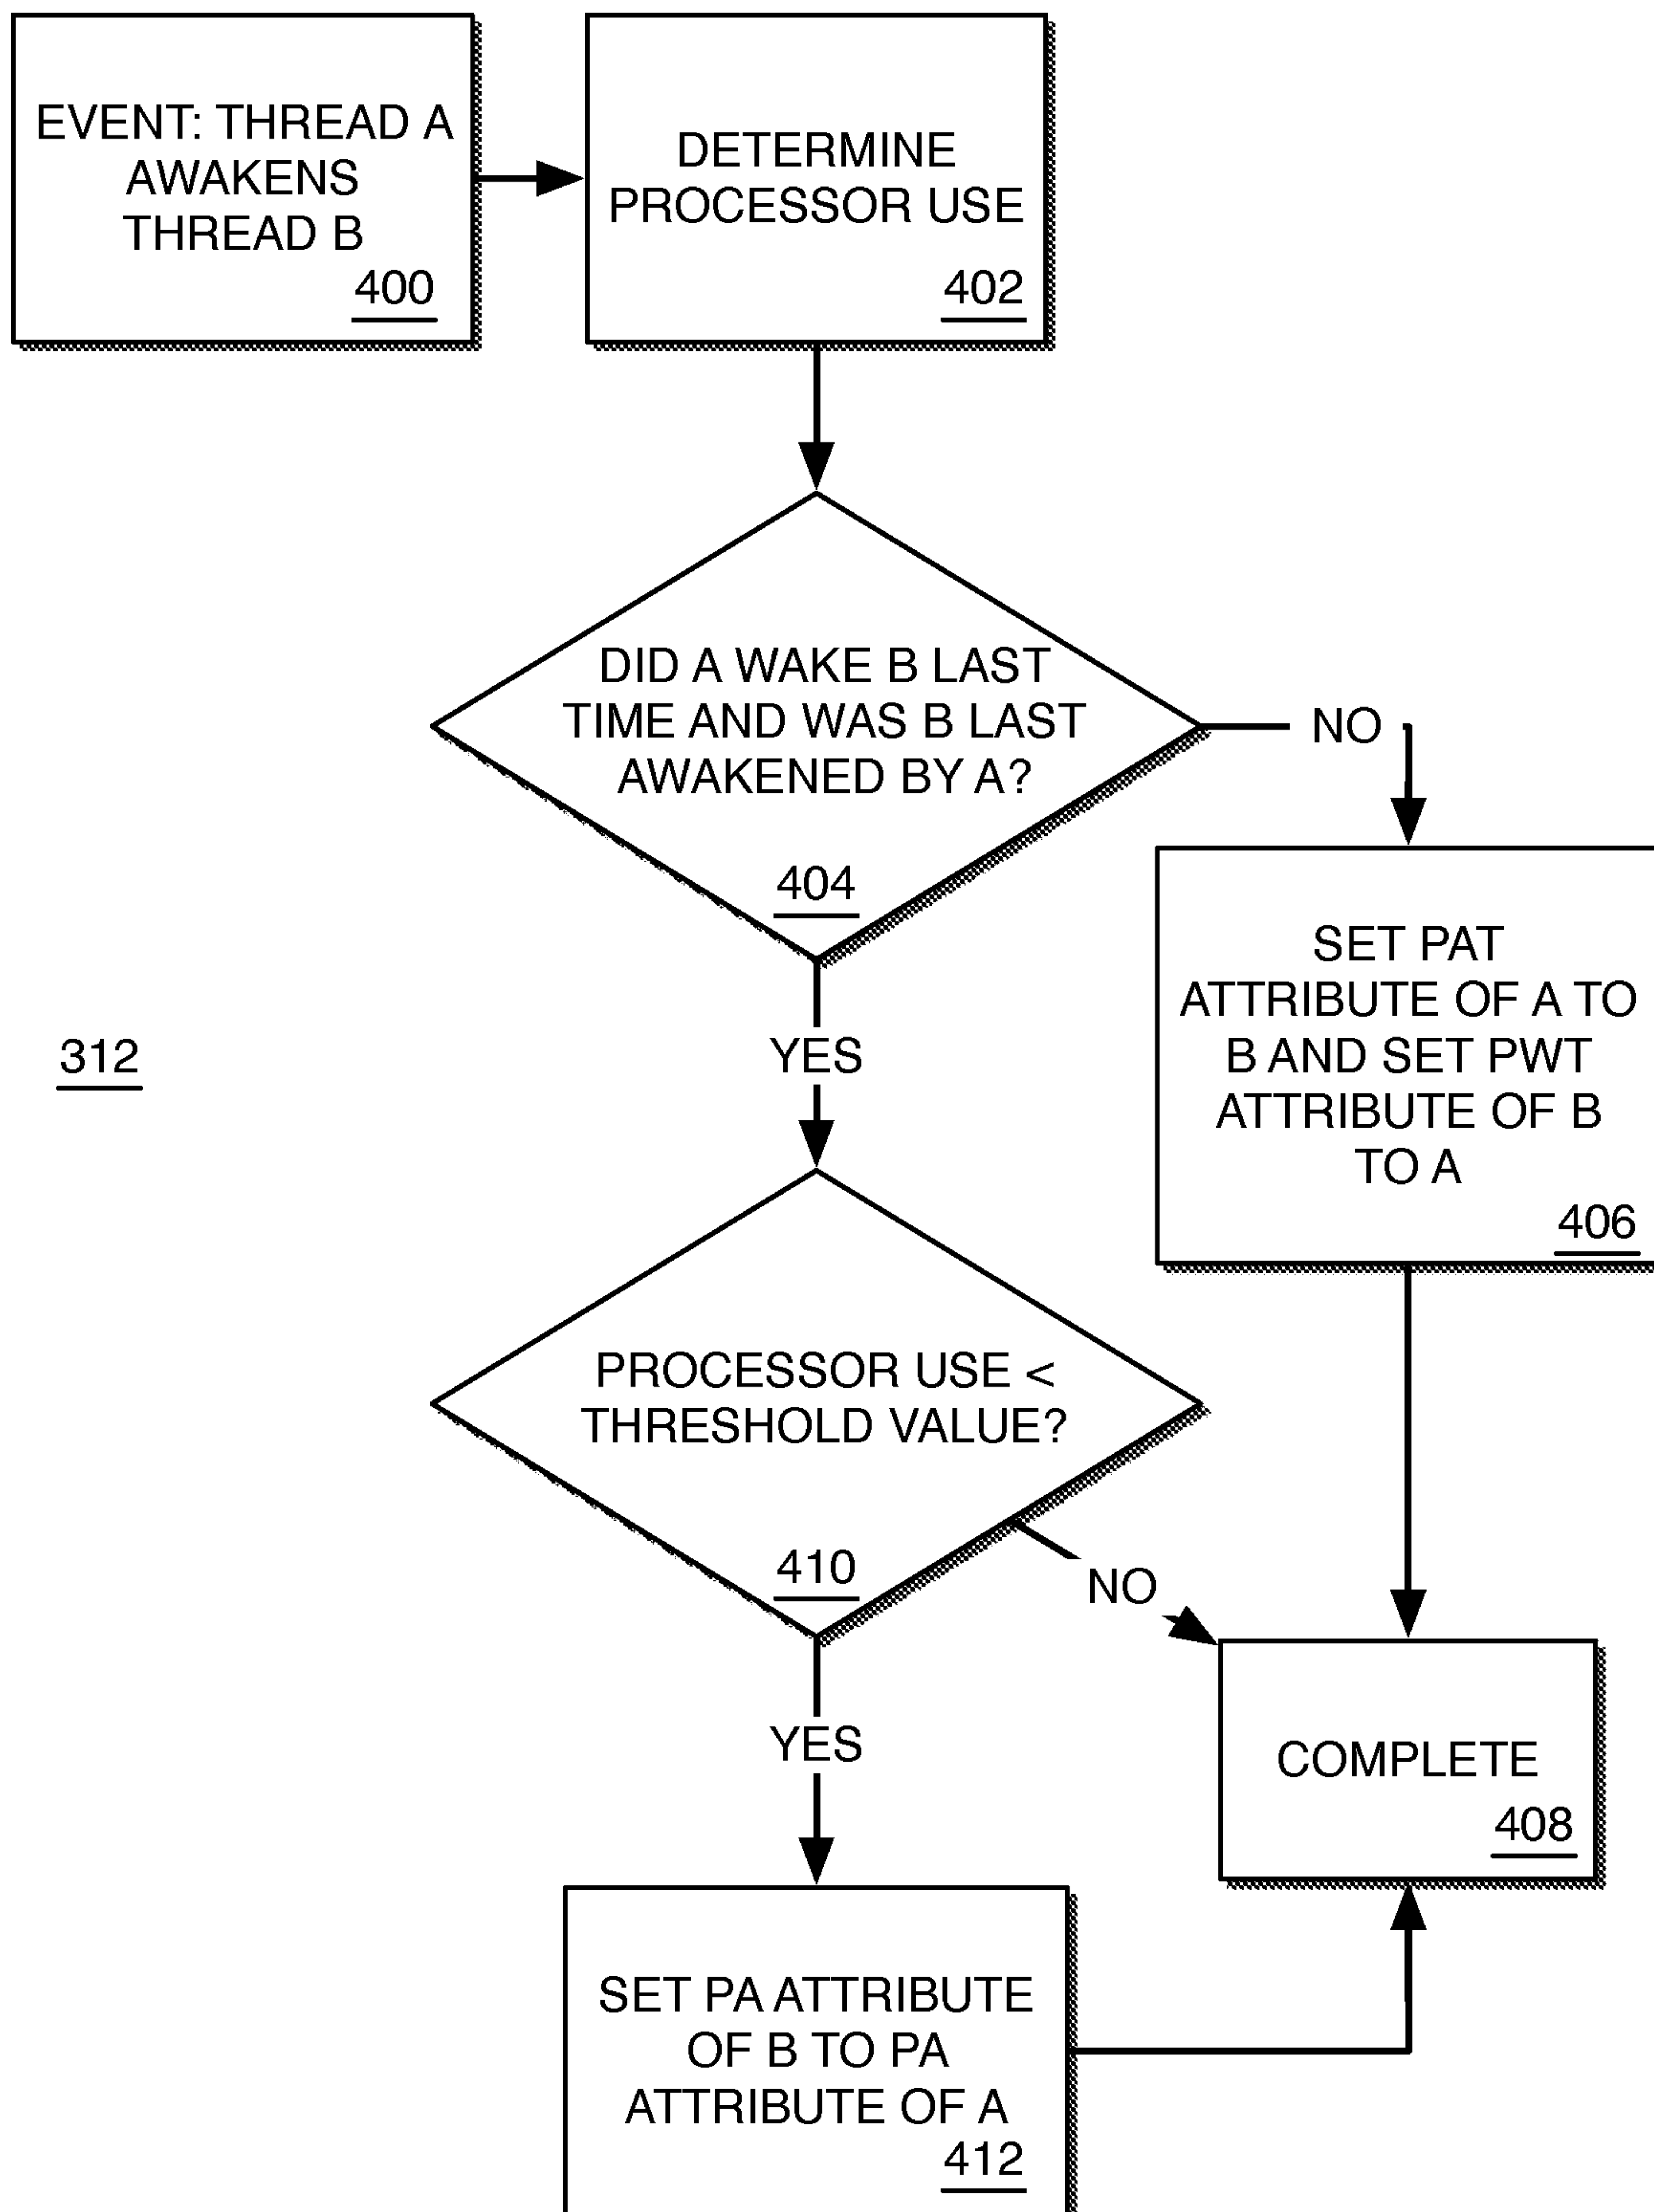 EVENT: THREAD A
AWAKENS
THREAD B
400
DETERMINE
PROCESSOR USE
402
DID A WAKE B LAST
TIME AND WAS B LAST
AWAKENED BY A?
404
NO
SET PAT
ATTRIBUTE OF A TO
B AND SET PWT
ATTRIBUTE OF B
TO A
406
YES
312
PROCESSOR USE <
THRESHOLD VALUE?
410
NO
YES
COMPLETE
408
SET PA ATTRIBUTE
OF B TO PA
ATTRIBUTE OF A
412